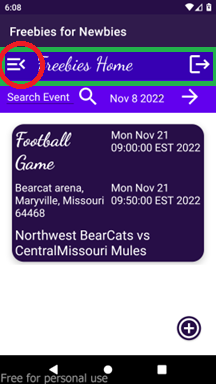 6:08
Freebies for Newbies
Freebies Home
Search Event
Nov 8 2022
Football
Game
Mon Nov 21
09:00:00 EST 2022
Bearcat arena,
Maryville, Missouri
64468
Mon Nov 21
09:50:00 EST 2022
Northwest BearCats vs
CentralMissouri Mules
Free for personal use